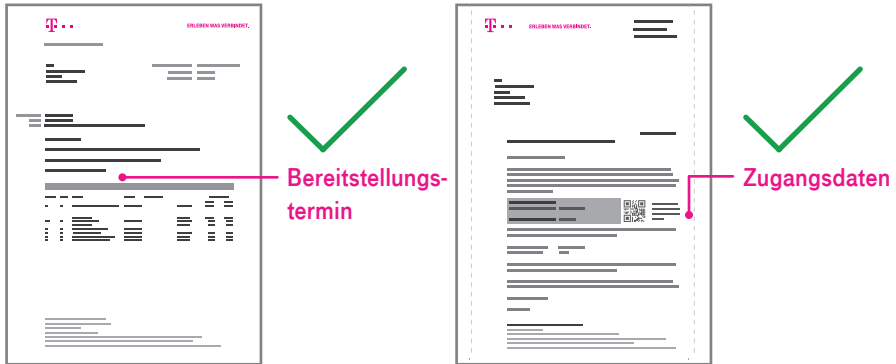 T
ERLEBEN WAS VERBINDET.
Bereitstellungs-
termin
T
ERLEBEN WAS VERBINDET.
Zugangsdaten